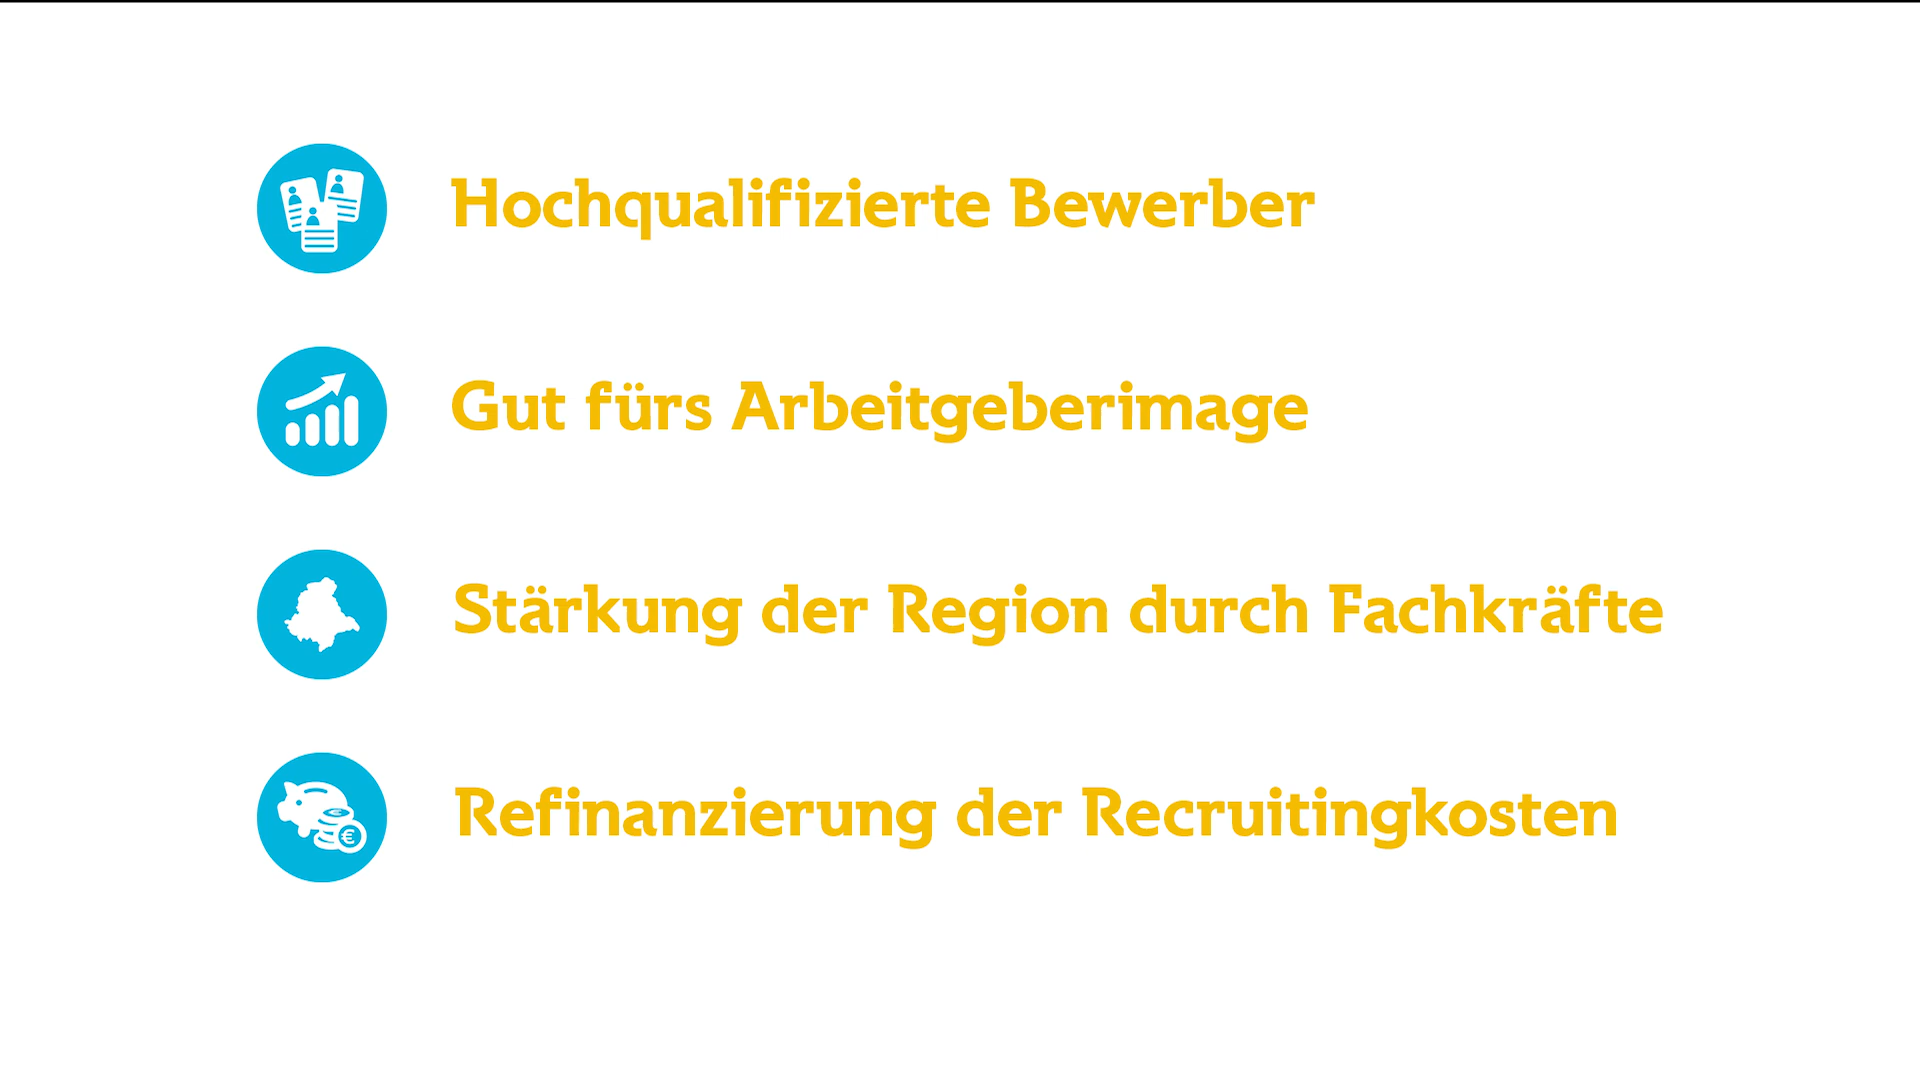 Hochqualifizierte Bewerber
Gut fürs Arbeitgeberimage
Stärkung der Region durch Fachkräfte
Refinanzierung der Recruitingkosten